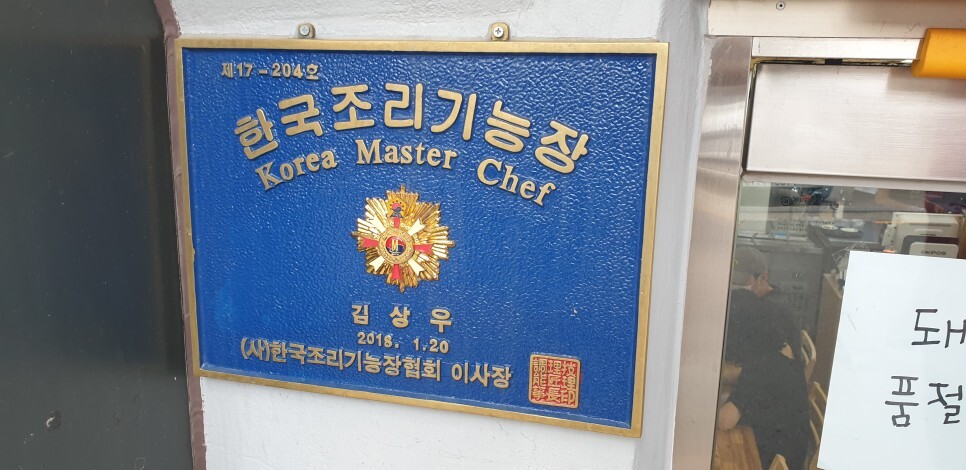 제17-204호
한국조리기능장
Korea Master Chef
김상우
2018. 1.20
(사)한국조리기능장협회 이사장
품절